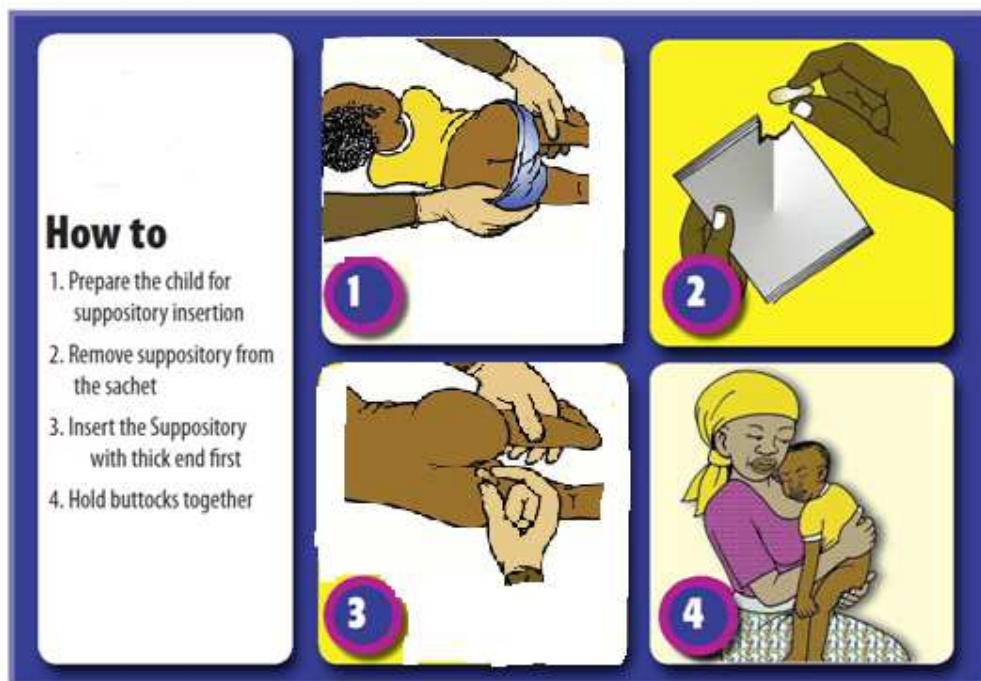 How to
1. Prepare the child for
suppository insertion
2. Remove suppository from
the sachet
3. Insert the Suppository
with thick end first
4. Hold buttocks together
1
2
3
4